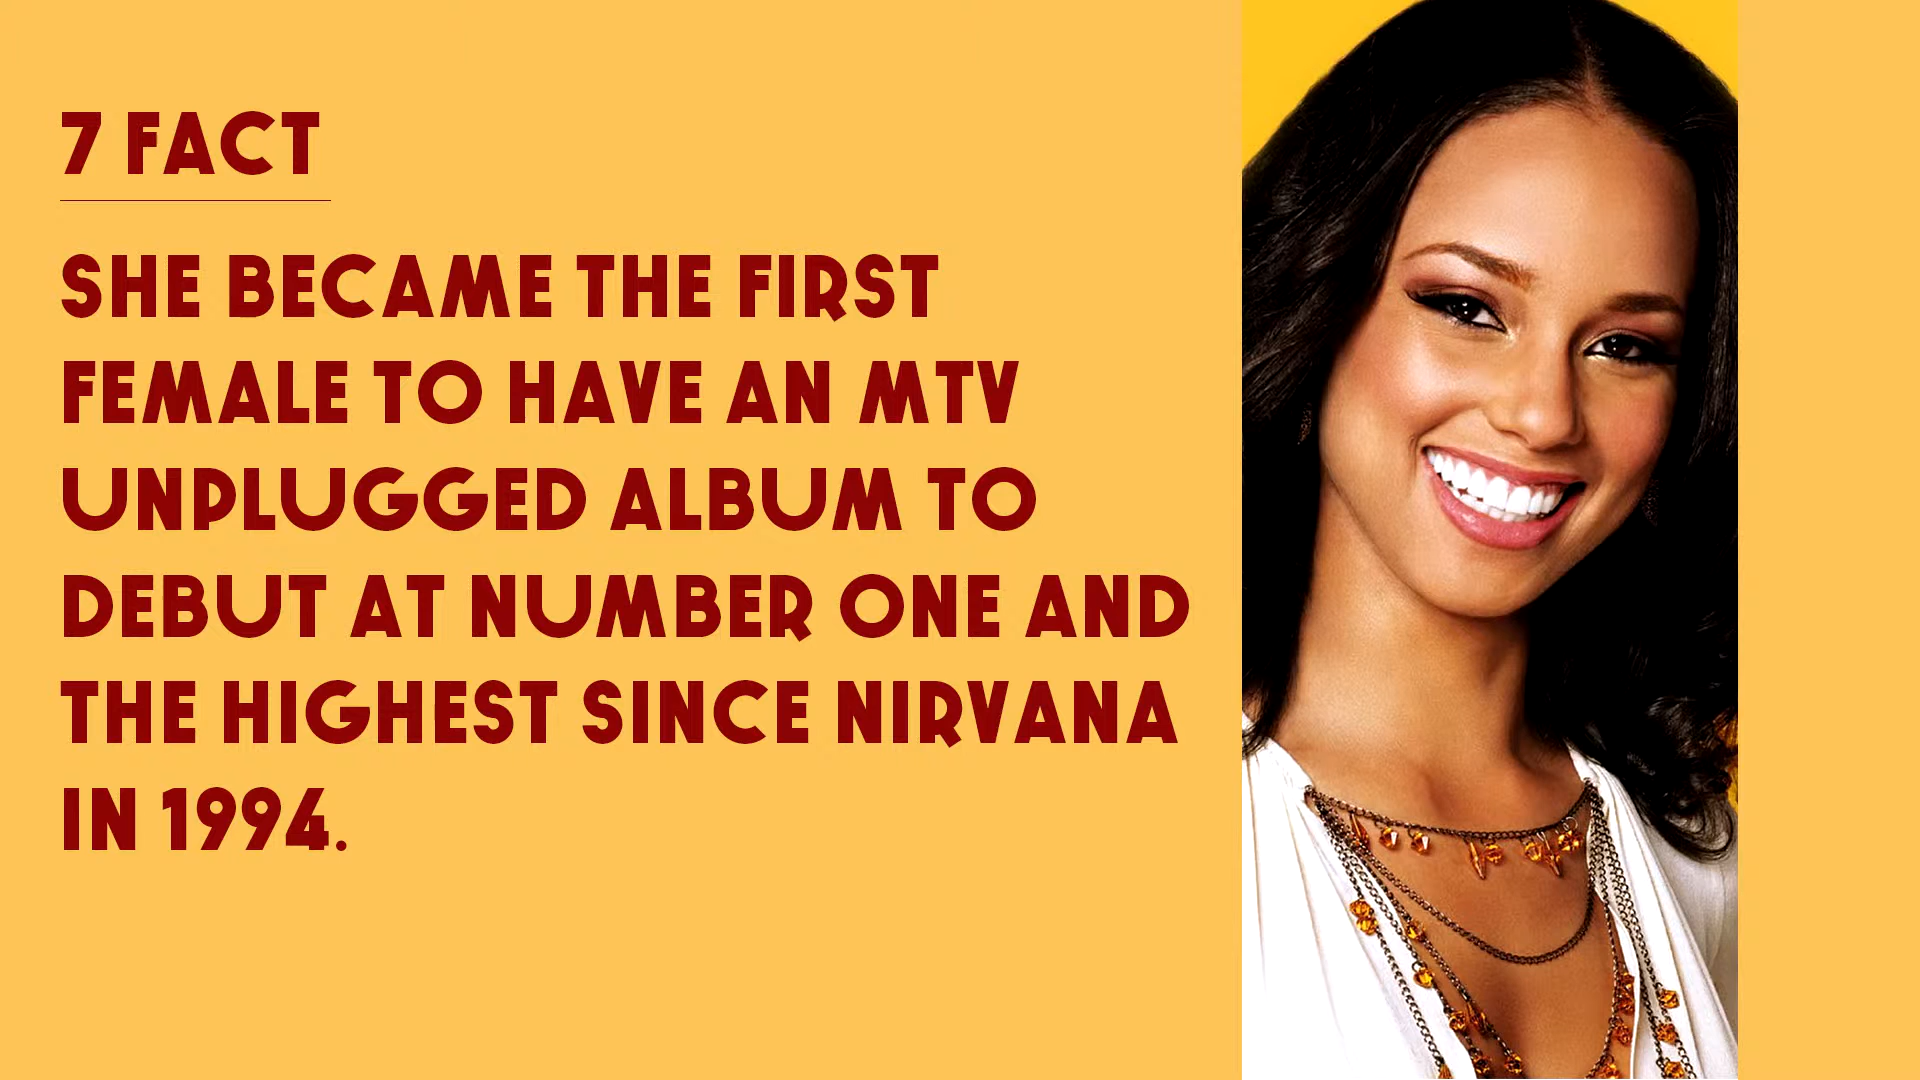 7 FACT
SHE BECAME THE FIRST
FEMALE TO HAVE AN MTV
UNPLUGGED ALBUM TO
DEBUT AT NUMBER ONE AND
THE HIGHEST SINCE NIRVANA
IN 1994.